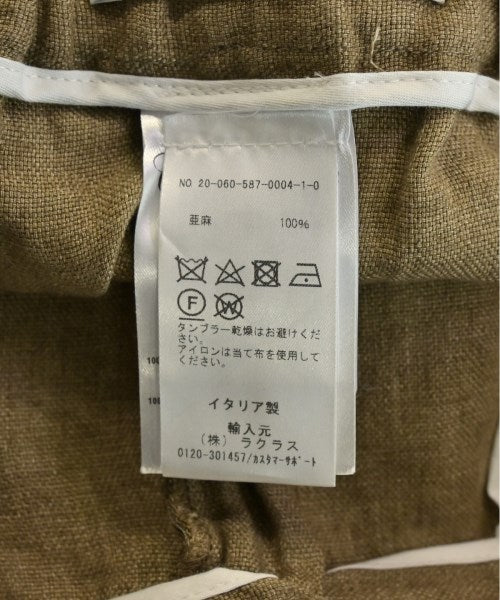 NO 20-060-587-0004-1-0
亜麻 100%
F W
タンブラー乾燥はお避けくだ
さい。
アイロンは当て布を使用して
ください。
100
100
イタリア製
輸入元
(株) ラクラス
0120-301457/カスタマーサポート